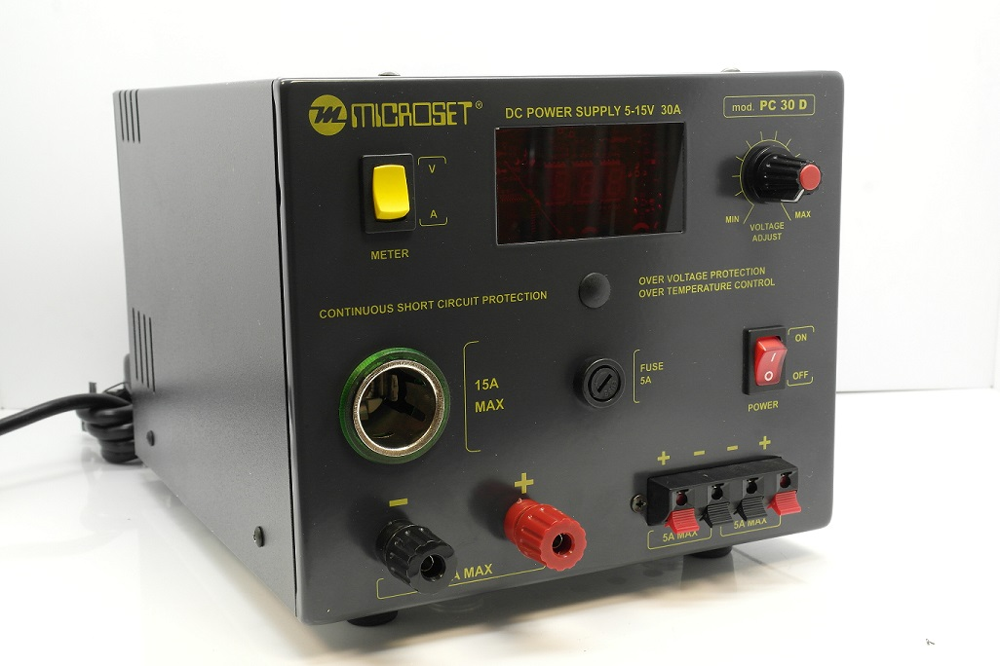 m MICROSET®
DC POWER SUPPLY 5-15V 30A
mod. PC 30 D
V
A
METER
MIN
MAX
VOLTAGE
ADJUST
CONTINUOUS SHORT CIRCUIT PROTECTION
OVER VOLTAGE PROTECTION
OVER TEMPERATURE CONTROL
15A
MAX
FUSE
5A
ON
I
O
OFF
POWER
− +
+ − − +
5A MAX
5A MAX
A MAX